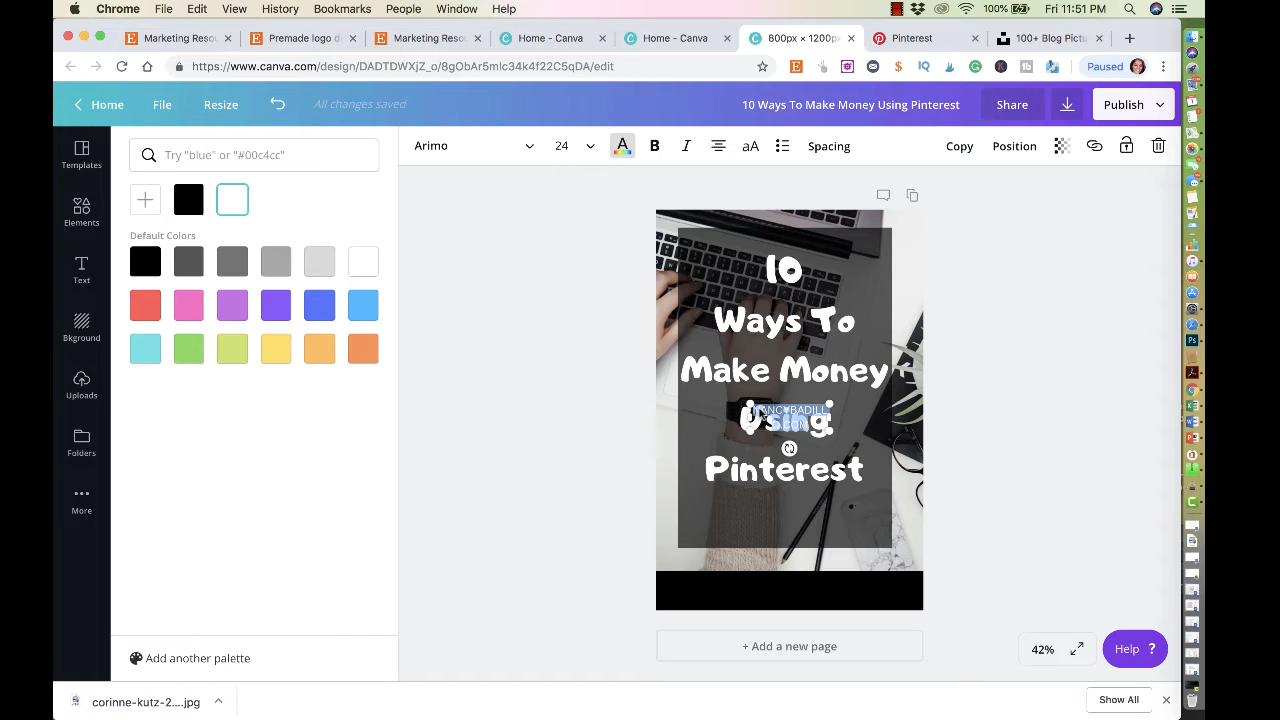 Chrome File Edit View History Bookmarks People Window Help 100% Fri 11:51 PM
Marketing Resou Premade logo d Marketing Resou Home - Canva Home - Canva 800px × 1200px Pinterest 100+ Blog Pictu
https://www.canva.com/design/DADTDWXjZ_o/8gObAr5mlc34k4f22C5qDA/edit Paused
Home File Resize All changes saved 10 Ways To Make Money Using Pinterest Share Publish
Try "blue" or "#00c4cc" Arimo 24 A B I aA Spacing Copy Position
Templates
Elements
Text
Bkground
Uploads
Folders
More
Default Colors
10
Ways To
Make Money
Using
Pinterest
+ Add a new page
42% Help ?
Add another palette
corinne-kutz-2....jpg Show All